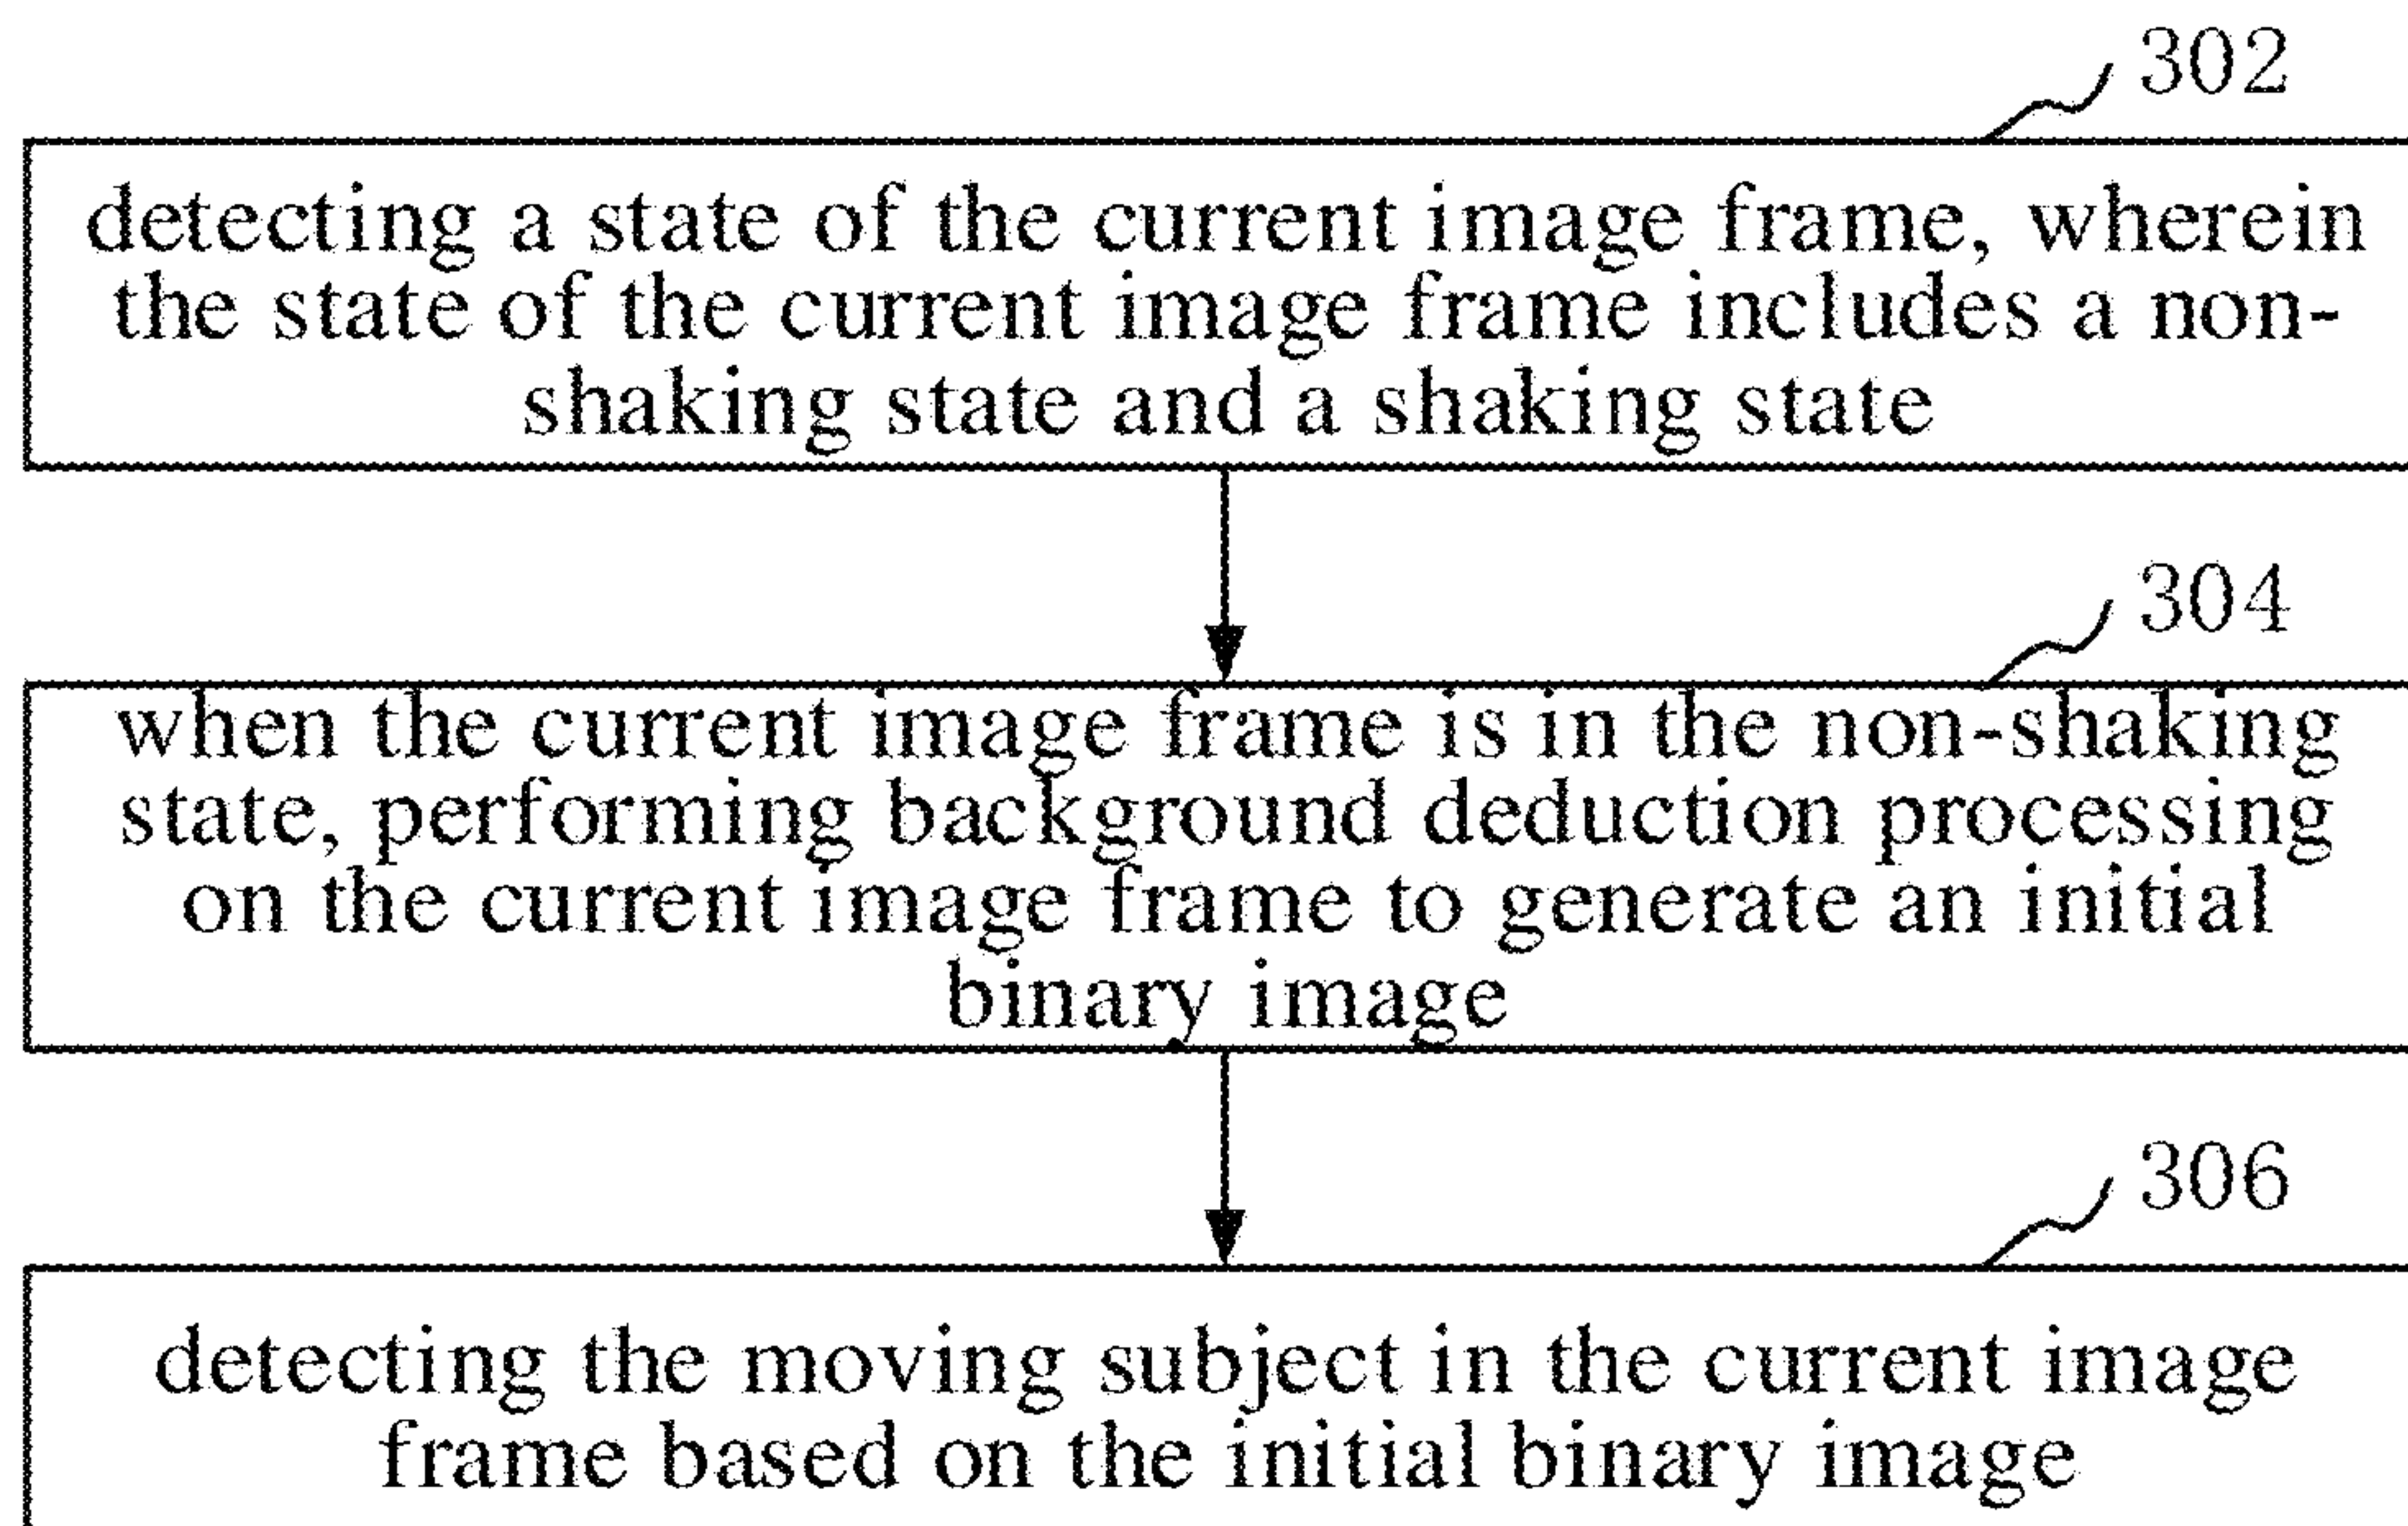 302
detecting a state of the current image frame, wherein
the state of the current image frame includes a non-
shaking state and a shaking state
304
when the current image frame is in the non-shaking
state, performing background deduction processing
on the current image frame to generate an initial
binary image
306
detecting the moving subject in the current image
frame based on the initial binary image